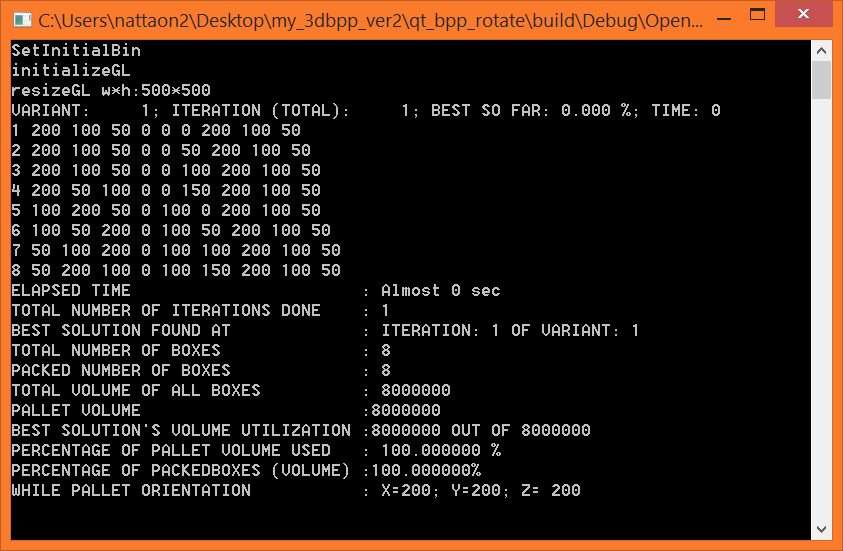 C:\Users\nattaon2\Desktop\my_3dbpp_ver2\qt_bpp_rotate\build\Debug\Open...
SetInitialBin
initializeGL
resizeGL w*h:500*500
VARIANT:     1; ITERATION (TOTAL):     1; BEST SO FAR: 0.000 %; TIME: 0
1 200 100 50 0 0 0 200 100 50
2 200 100 50 0 0 50 200 100 50
3 200 100 50 0 0 100 200 100 50
4 200 50 100 0 0 150 200 100 50
5 100 200 50 0 100 0 200 100 50
6 100 50 200 0 100 50 200 100 50
7 50 100 200 0 100 100 200 100 50
8 50 200 100 0 100 150 200 100 50
ELAPSED TIME                       : Almost 0 sec
TOTAL NUMBER OF ITERATIONS DONE    : 1
BEST SOLUTION FOUND AT             : ITERATION: 1 OF VARIANT: 1
TOTAL NUMBER OF BOXES              : 8
PACKED NUMBER OF BOXES             : 8
TOTAL VOLUME OF ALL BOXES          : 8000000
PALLET VOLUME                      :8000000
BEST SOLUTION'S VOLUME UTILIZATION :8000000 OUT OF 8000000
PERCENTAGE OF PALLET VOLUME USED   : 100.000000 %
PERCENTAGE OF PACKEDBOXES (VOLUME) :100.000000%
WHILE PALLET ORIENTATION           : X=200; Y=200; Z= 200